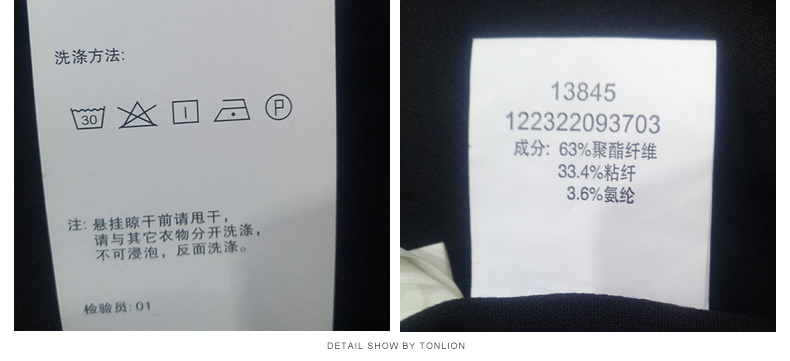 洗涤方法:
30
P
注: 悬挂晾干前请甩干,
请与其它衣物分开洗涤,
不可浸泡, 反面洗涤。
检验员: 01
13845
122322093703
成分: 63%聚酯纤维
33.4%粘纤
3.6%氨纶
DETAIL SHOW BY TONLION